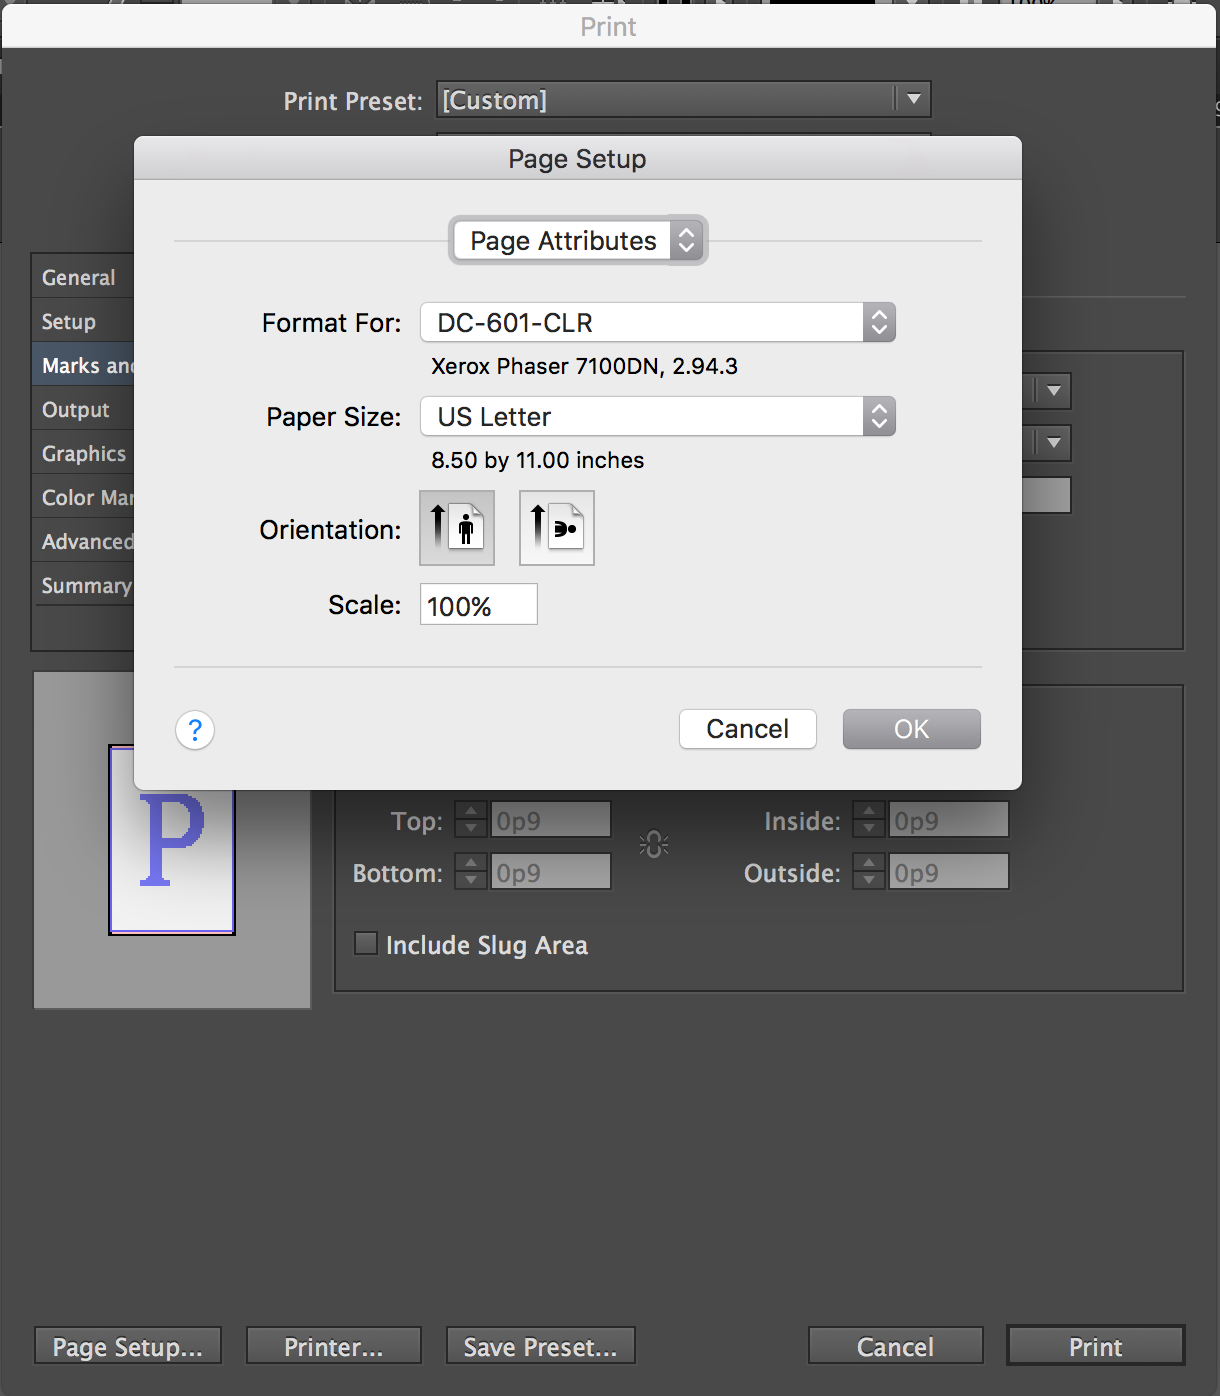 Print
Print Preset: [Custom]
Page Setup
Page Attributes
Format For: DC-601-CLR
Xerox Phaser 7100DN, 2.94.3
Paper Size: US Letter
8.50 by 11.00 inches
Orientation:
Scale: 100%
? Cancel OK
General
Setup
Marks and
Output
Graphics
Color Mar
Advanced
Summary
P
Top: 0p9 Inside: 0p9
Bottom: 0p9 Outside: 0p9
Include Slug Area
Page Setup... Printer... Save Preset... Cancel Print